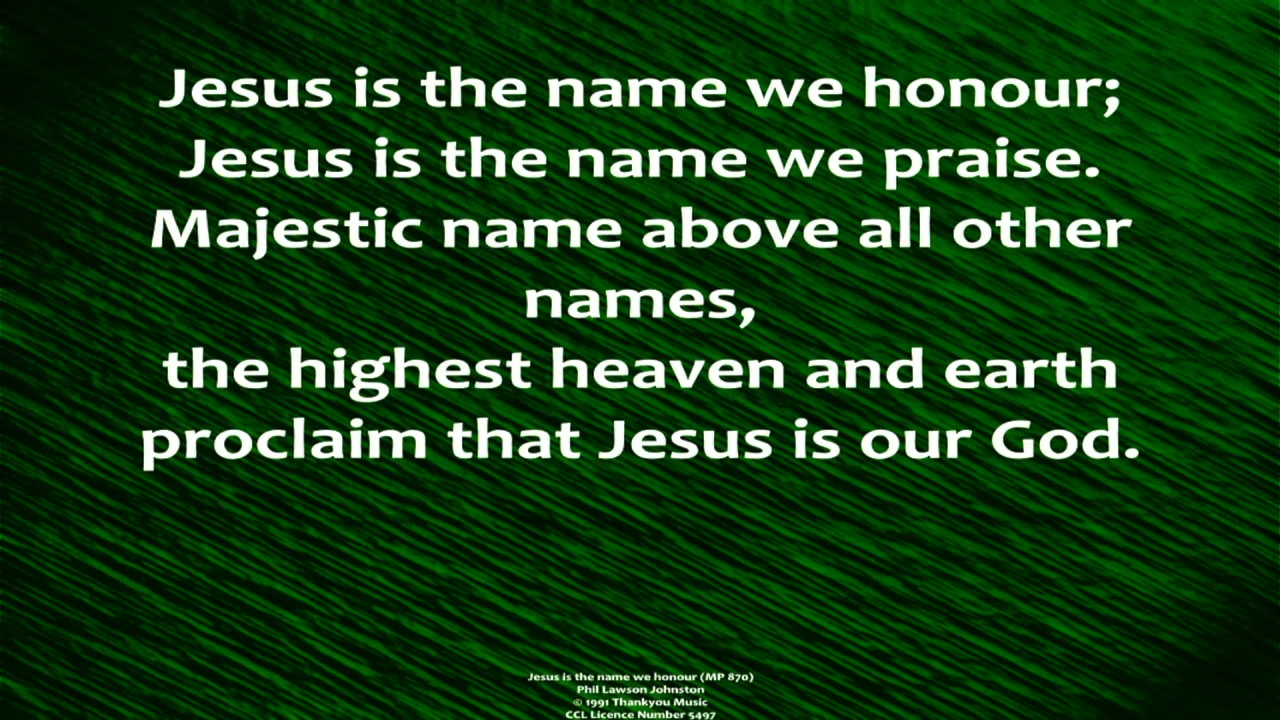 Jesus is the name we honour;
Jesus is the name we praise.
Majestic name above all other
names,
the highest heaven and earth
proclaim that Jesus is our God.
Jesus is the name we honour (MP 870)
Phil Lawson Johnston
© 1991 Thankyou Music
CCL Licence Number 5497